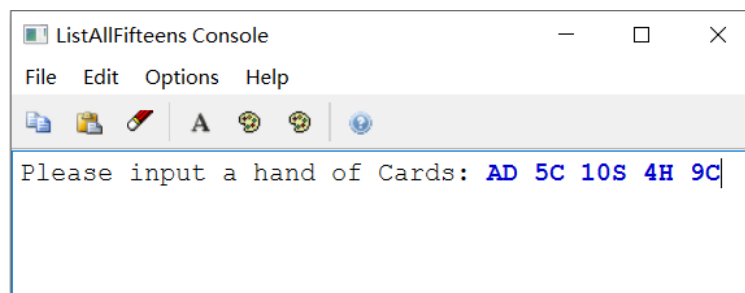 ListAllFifteens Console
File Edit Options Help
A
Please input a hand of Cards: AD 5C 10S 4H 9C